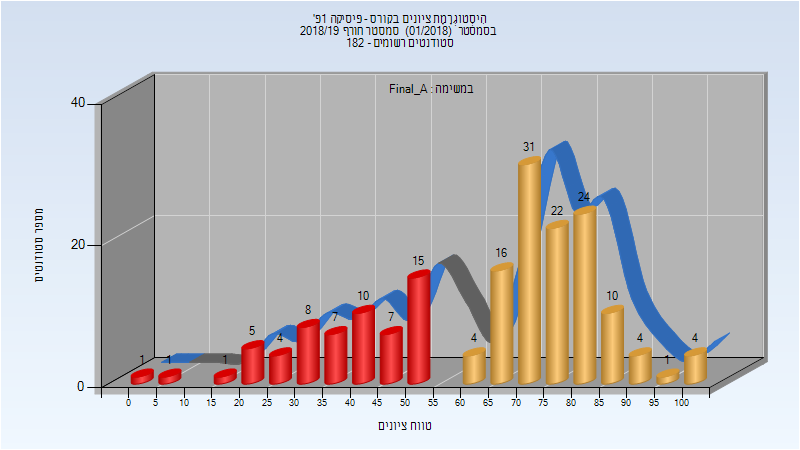 היסטוגרמת ציונים בקורס - פיסיקה 1פ'
בסמסטר (01/2018) סמסטר חורף 2018/19
סטודנטים רשומים - 182
במשימה : Final_A
מספר סטודנטים
40
20
0
1 1 1 5 4 8 7 10 7 15 4 16 31 22 24 10 4 1 4
0 5 10 15 20 25 30 35 40 45 50 55 60 65 70 75 80 85 90 95 100
טווח ציונים